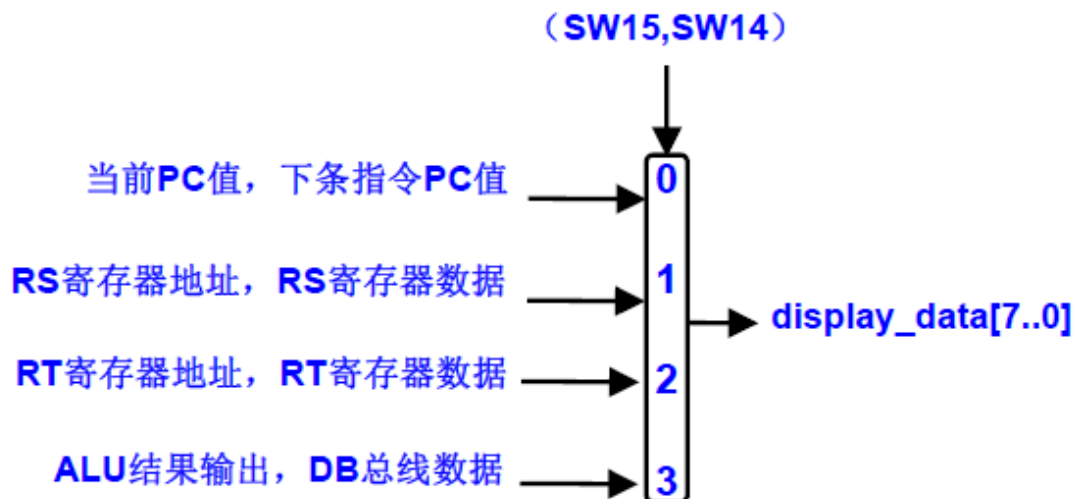 （SW15,SW14）
当前PC值，下条指令PC值
0
RS寄存器地址，RS寄存器数据
1
display_data[7..0]
RT寄存器地址，RT寄存器数据
2
ALU结果输出，DB总线数据
3